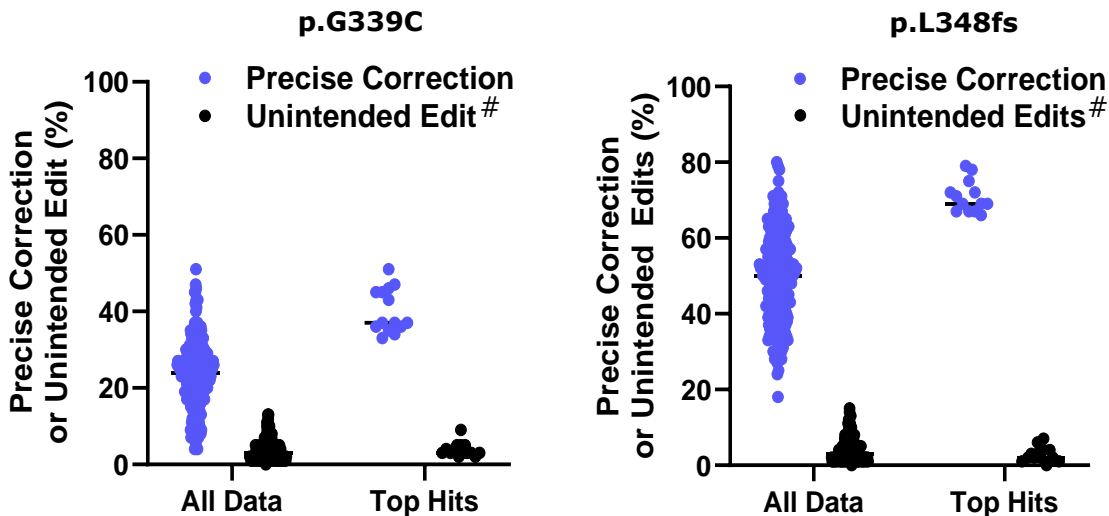 p.G339C
Precise Correction
or Unintended Edit (%)
100
80
60
40
20
0
Precise Correction
Unintended Edit#
All Data
Top Hits
p.L348fs
Precise Correction
or Unintended Edits (%)
100
80
60
40
20
0
Precise Correction
Unintended Edits#
All Data
Top Hits